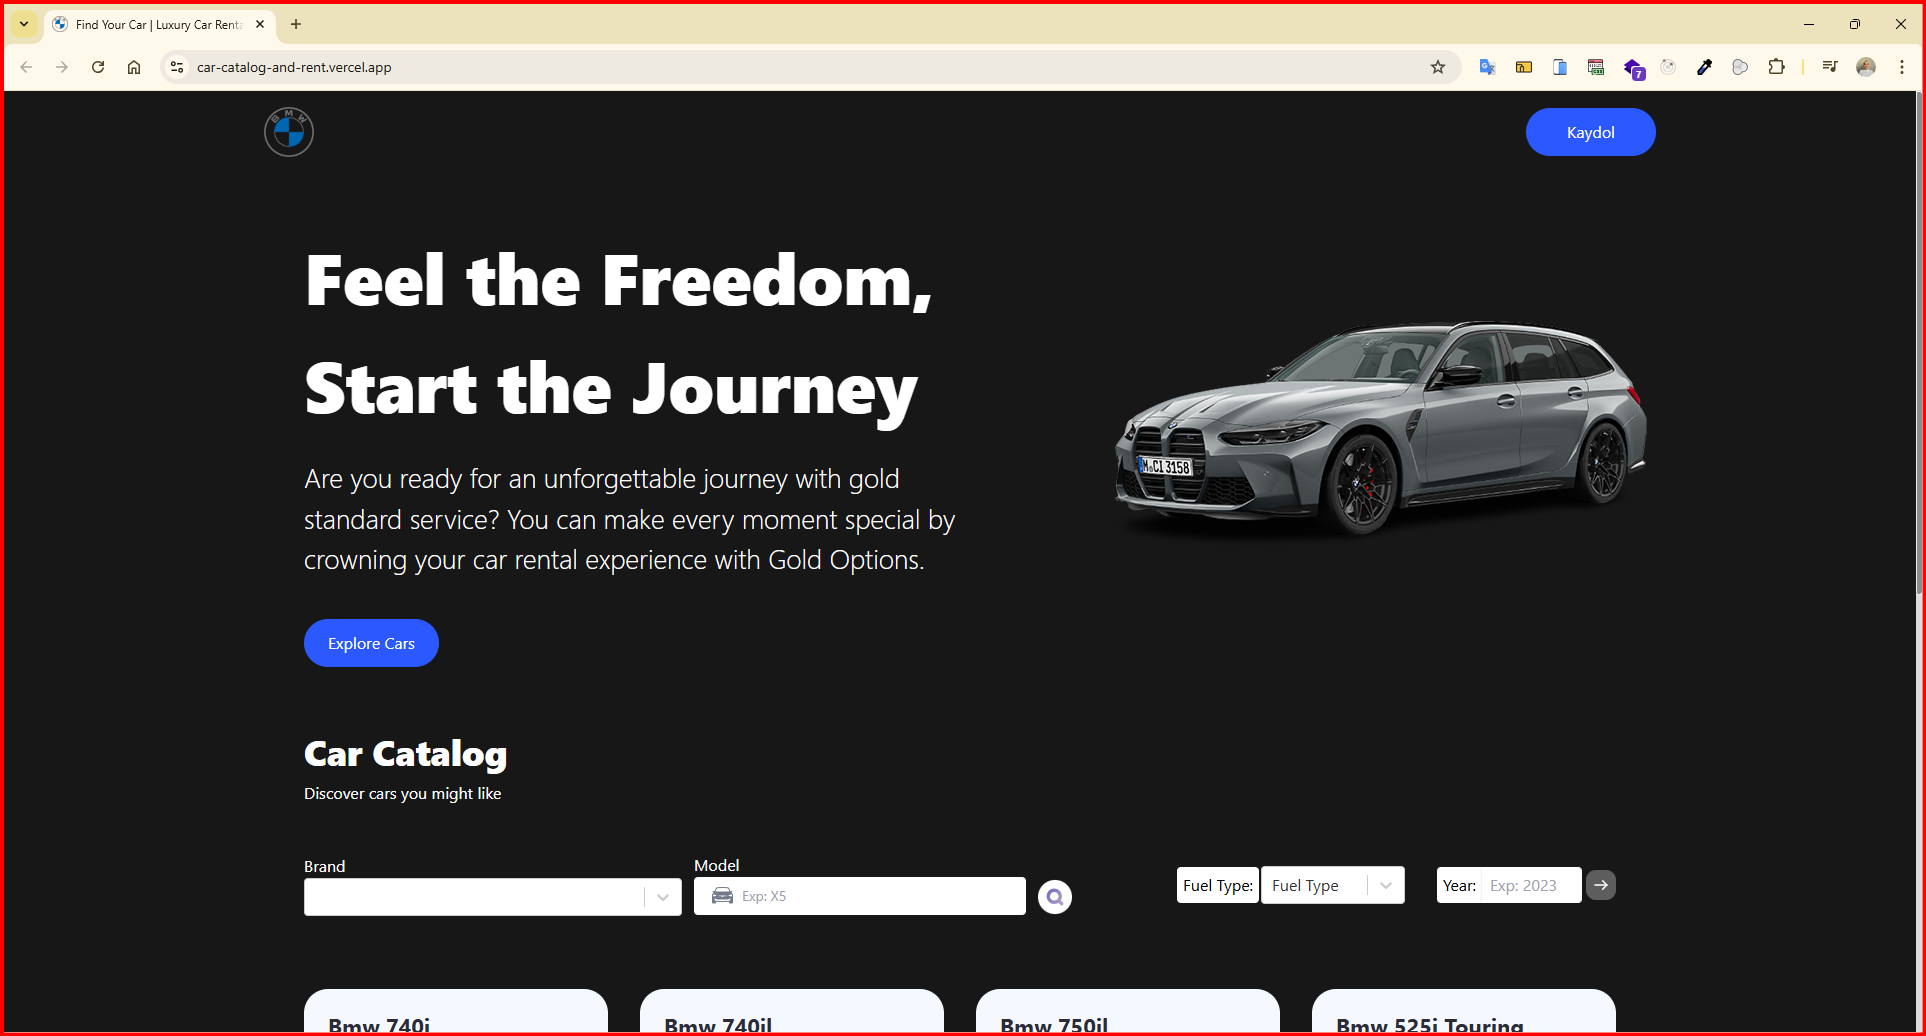 Find Your Car | Luxury Car Renta
car-catalog-and-rent.vercel.app
7
BMW
Kaydol
Feel the Freedom,
Start the Journey
Are you ready for an unforgettable journey with gold
standard service? You can make every moment special by
crowning your car rental experience with Gold Options.
M CI 3158
Explore Cars
Car Catalog
Discover cars you might like
Brand
Model
Exp: X5
Fuel Type:
Fuel Type
Year:
Exp: 2023
Bmw 740i
Bmw 740il
Bmw 750il
Bmw 525i Touring